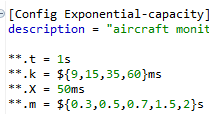 [Config Exponential-capacity]
description = "aircraft monit
**.t = 1s
**.k = ${9,15,35,60}ms
**.X = 50ms
**.m = ${0.3,0.5,0.7,1.5,2}s